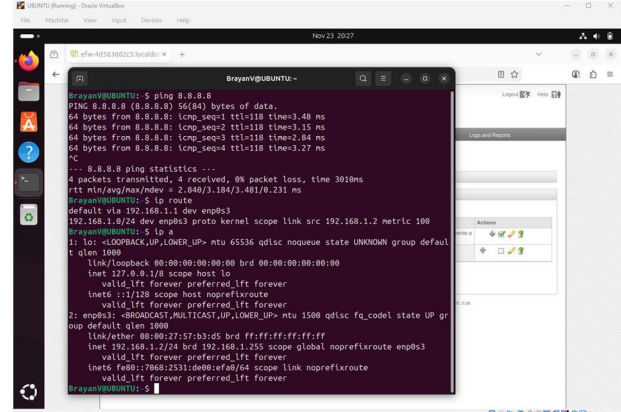 UBUNTU [Running] - Oracle VirtualBox
File Machine View Input Devices Help
Nov 23 20:27
efw-4d583862c5.localdo
BrayanV@UBUNTU: ~
Logout Help
Logs and Reports
Actions
BrayanV@UBUNTU:~$ ping 8.8.8.8
PING 8.8.8.8 (8.8.8.8) 56(84) bytes of data.
64 bytes from 8.8.8.8: icmp_seq=1 ttl=118 time=3.48 ms
64 bytes from 8.8.8.8: icmp_seq=2 ttl=118 time=3.15 ms
64 bytes from 8.8.8.8: icmp_seq=3 ttl=118 time=2.84 ms
64 bytes from 8.8.8.8: icmp_seq=4 ttl=118 time=3.27 ms
^C
--- 8.8.8.8 ping statistics ---
4 packets transmitted, 4 received, 0% packet loss, time 3010ms
rtt min/avg/max/mdev = 2.840/3.184/3.481/0.231 ms
BrayanV@UBUNTU:~$ ip route
default via 192.168.1.1 dev enp0s3
192.168.1.0/24 dev enp0s3 proto kernel scope link src 192.168.1.2 metric 100
BrayanV@UBUNTU:~$ ip a
1: lo: <LOOPBACK,UP,LOWER_UP> mtu 65536 qdisc noqueue state UNKNOWN group defaul
t qlen 1000
link/loopback 00:00:00:00:00:00 brd 00:00:00:00:00:00
inet 127.0.0.1/8 scope host lo
valid_lft forever preferred_lft forever
inet6 ::1/128 scope host noprefixroute
valid_lft forever preferred_lft forever
2: enp0s3: <BROADCAST,MULTICAST,UP,LOWER_UP> mtu 1500 qdisc fq_codel state UP gr
oup default qlen 1000
link/ether 08:00:27:57:b3:d5 brd ff:ff:ff:ff:ff:ff
inet 192.168.1.2/24 brd 192.168.1.255 scope global noprefixroute enp0s3
valid_lft forever preferred_lft forever
inet6 fe80::7068:2531:de00:efa0/64 scope link noprefixroute
valid_lft forever preferred_lft forever
BrayanV@UBUNTU:~$